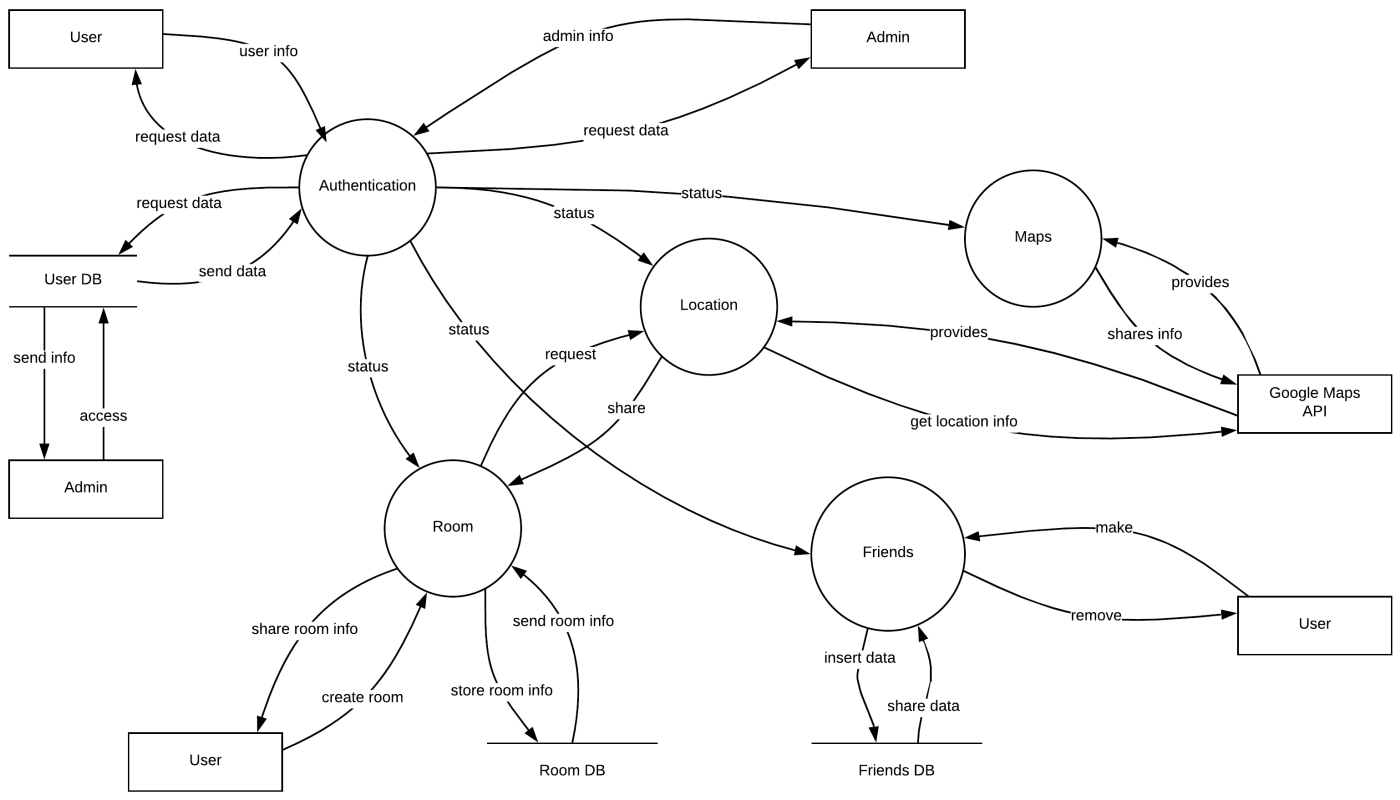 User
user info
admin info
Admin
request data
request data
Authentication
request data
status
status
Maps
User DB
send data
Location
provides
send info
status
status
request
provides
shares info
Google Maps
API
access
share
get location info
Admin
Room
Friends
make
share room info
send room info
remove
User
create room
store room info
insert data
share data
User
Room DB
Friends DB